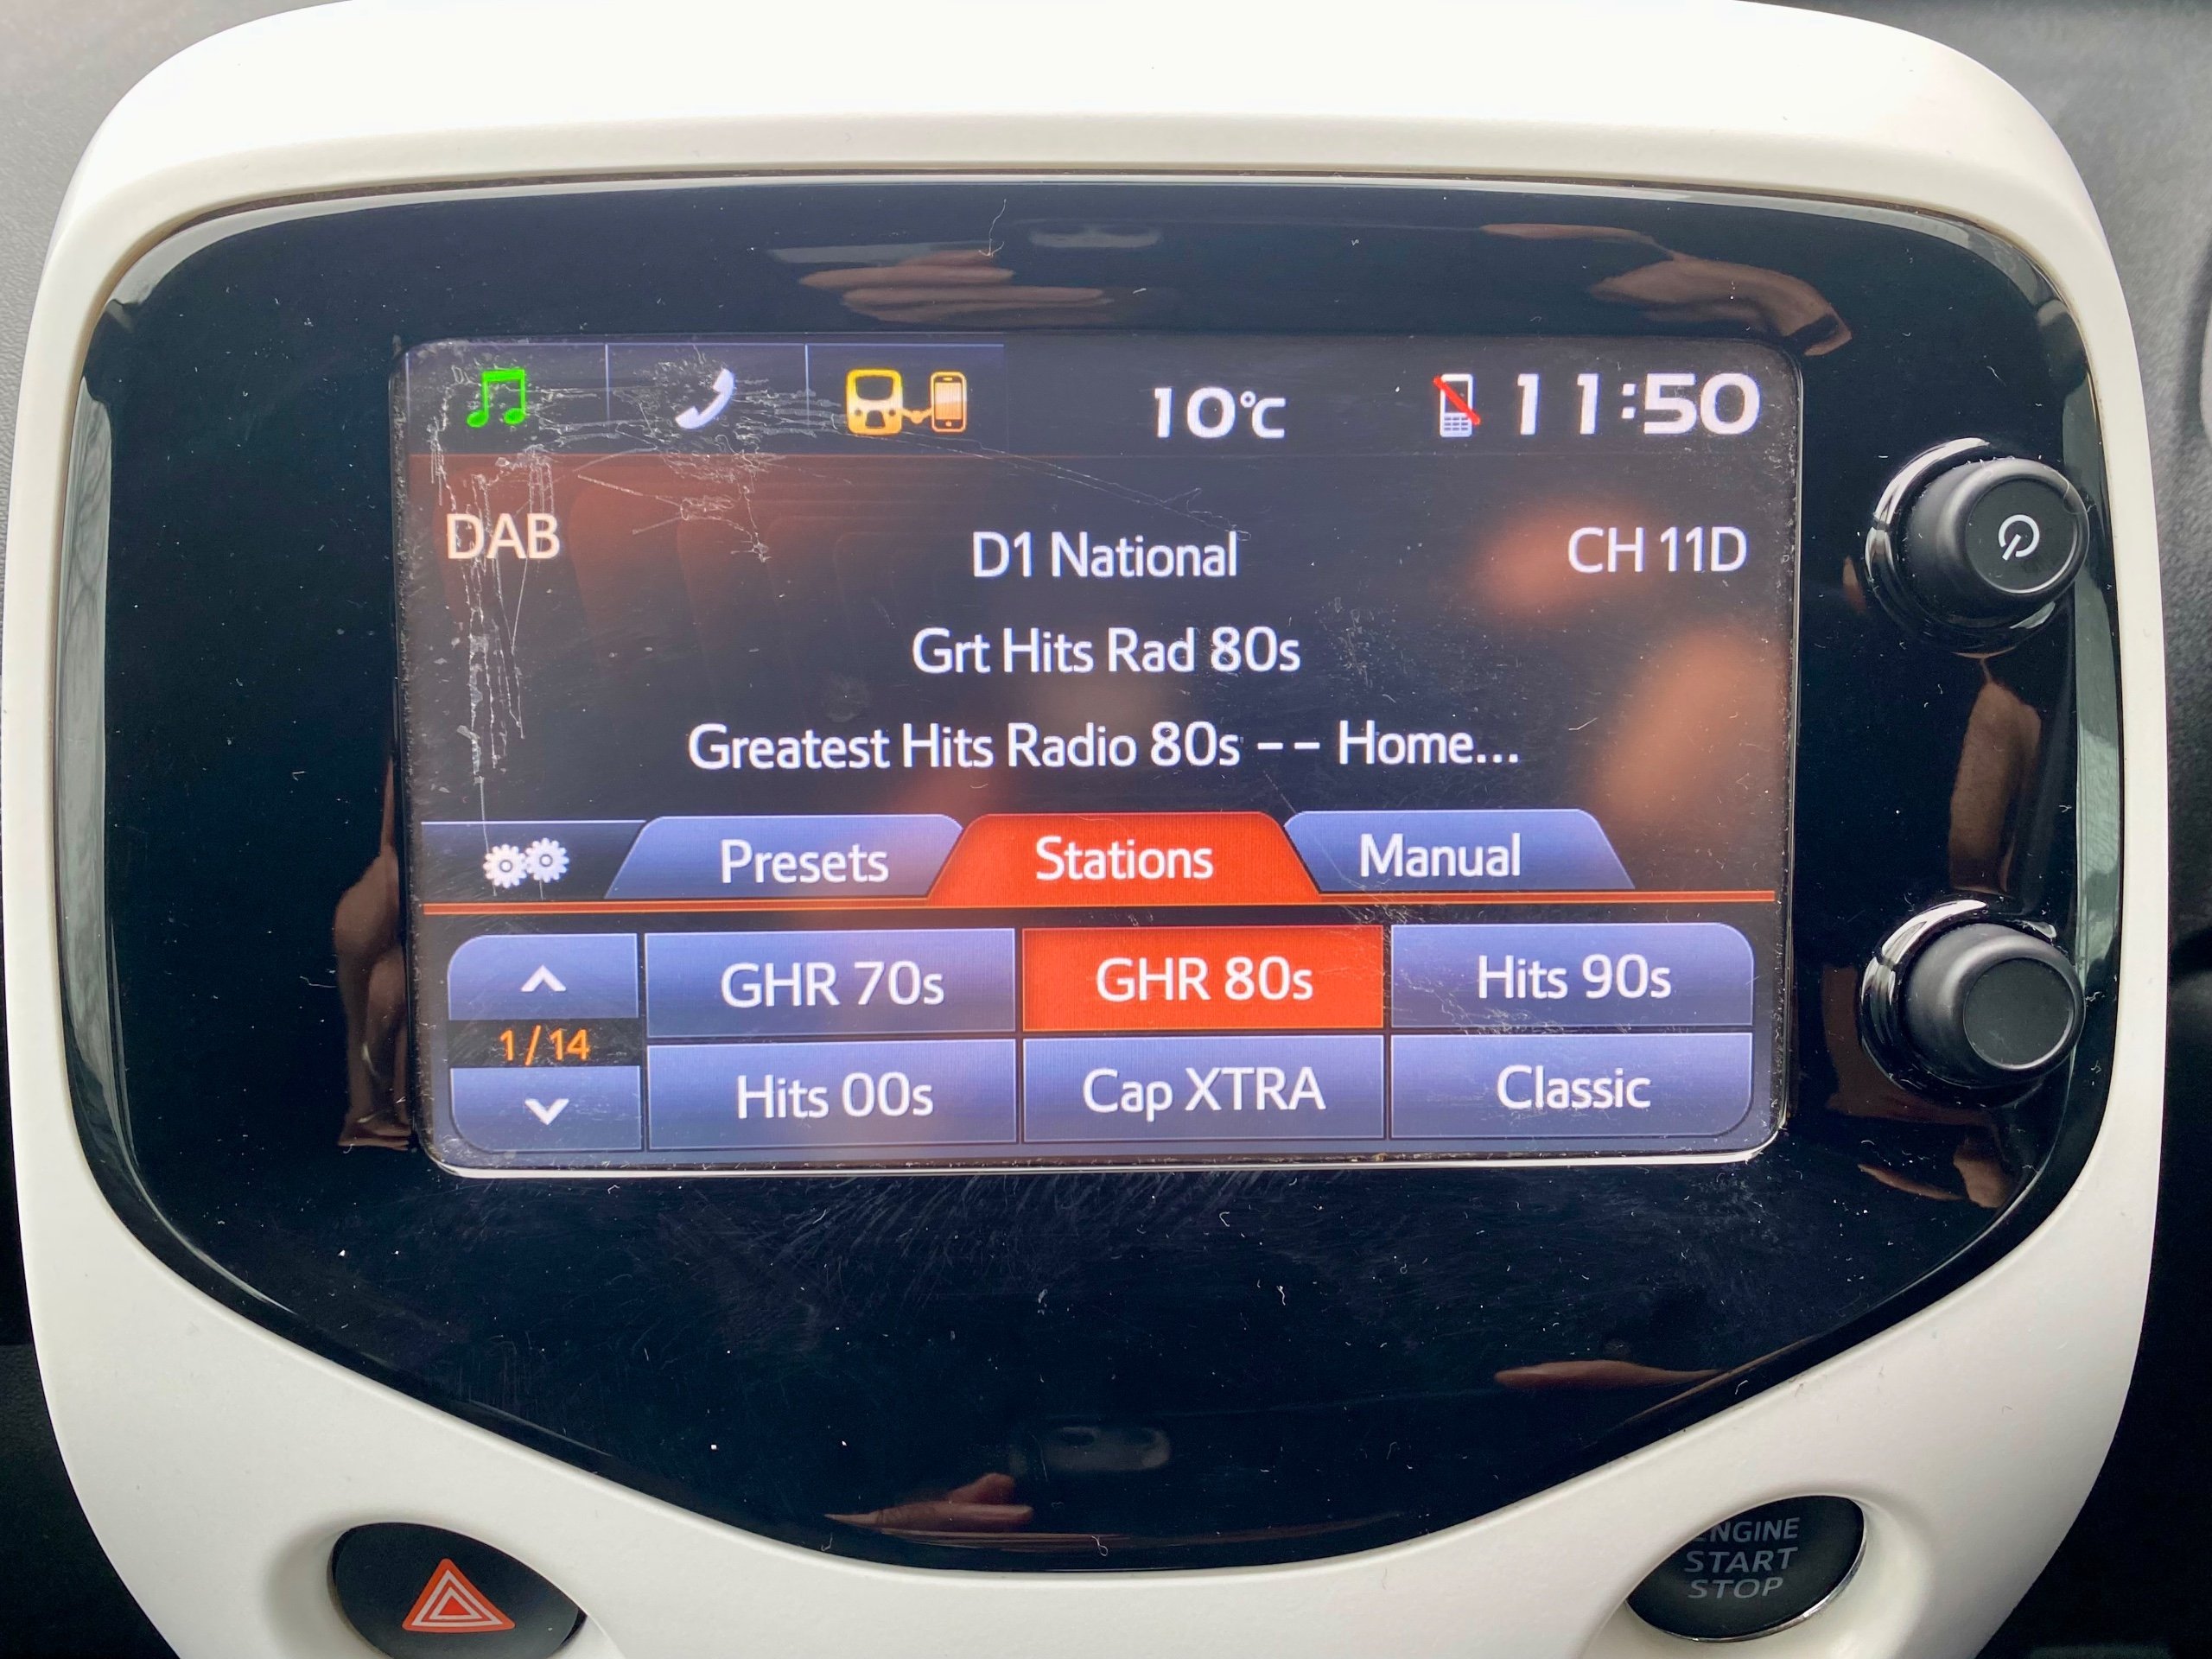 10°C 11:50
DAB D1 National CH 11D
Grt Hits Rad 80s
Greatest Hits Radio 80s -- Home...
Presets Stations Manual
GHR 70s GHR 80s Hits 90s
1/14
Hits 00s Cap XTRA Classic
ENGINE
START
STOP